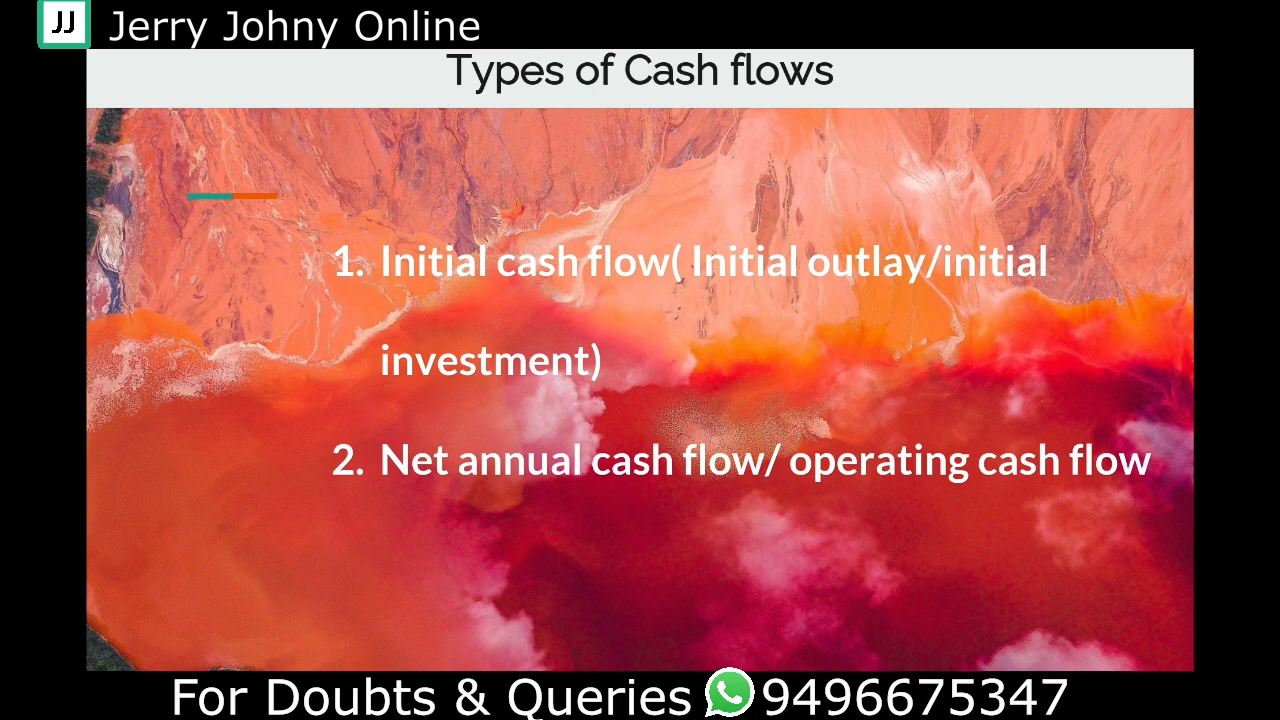 JJ Jerry Johny Online
Types of Cash flows
1. Initial cash flow( Initial outlay/initial
investment)
2. Net annual cash flow/ operating cash flow
For Doubts & Queries 9496675347